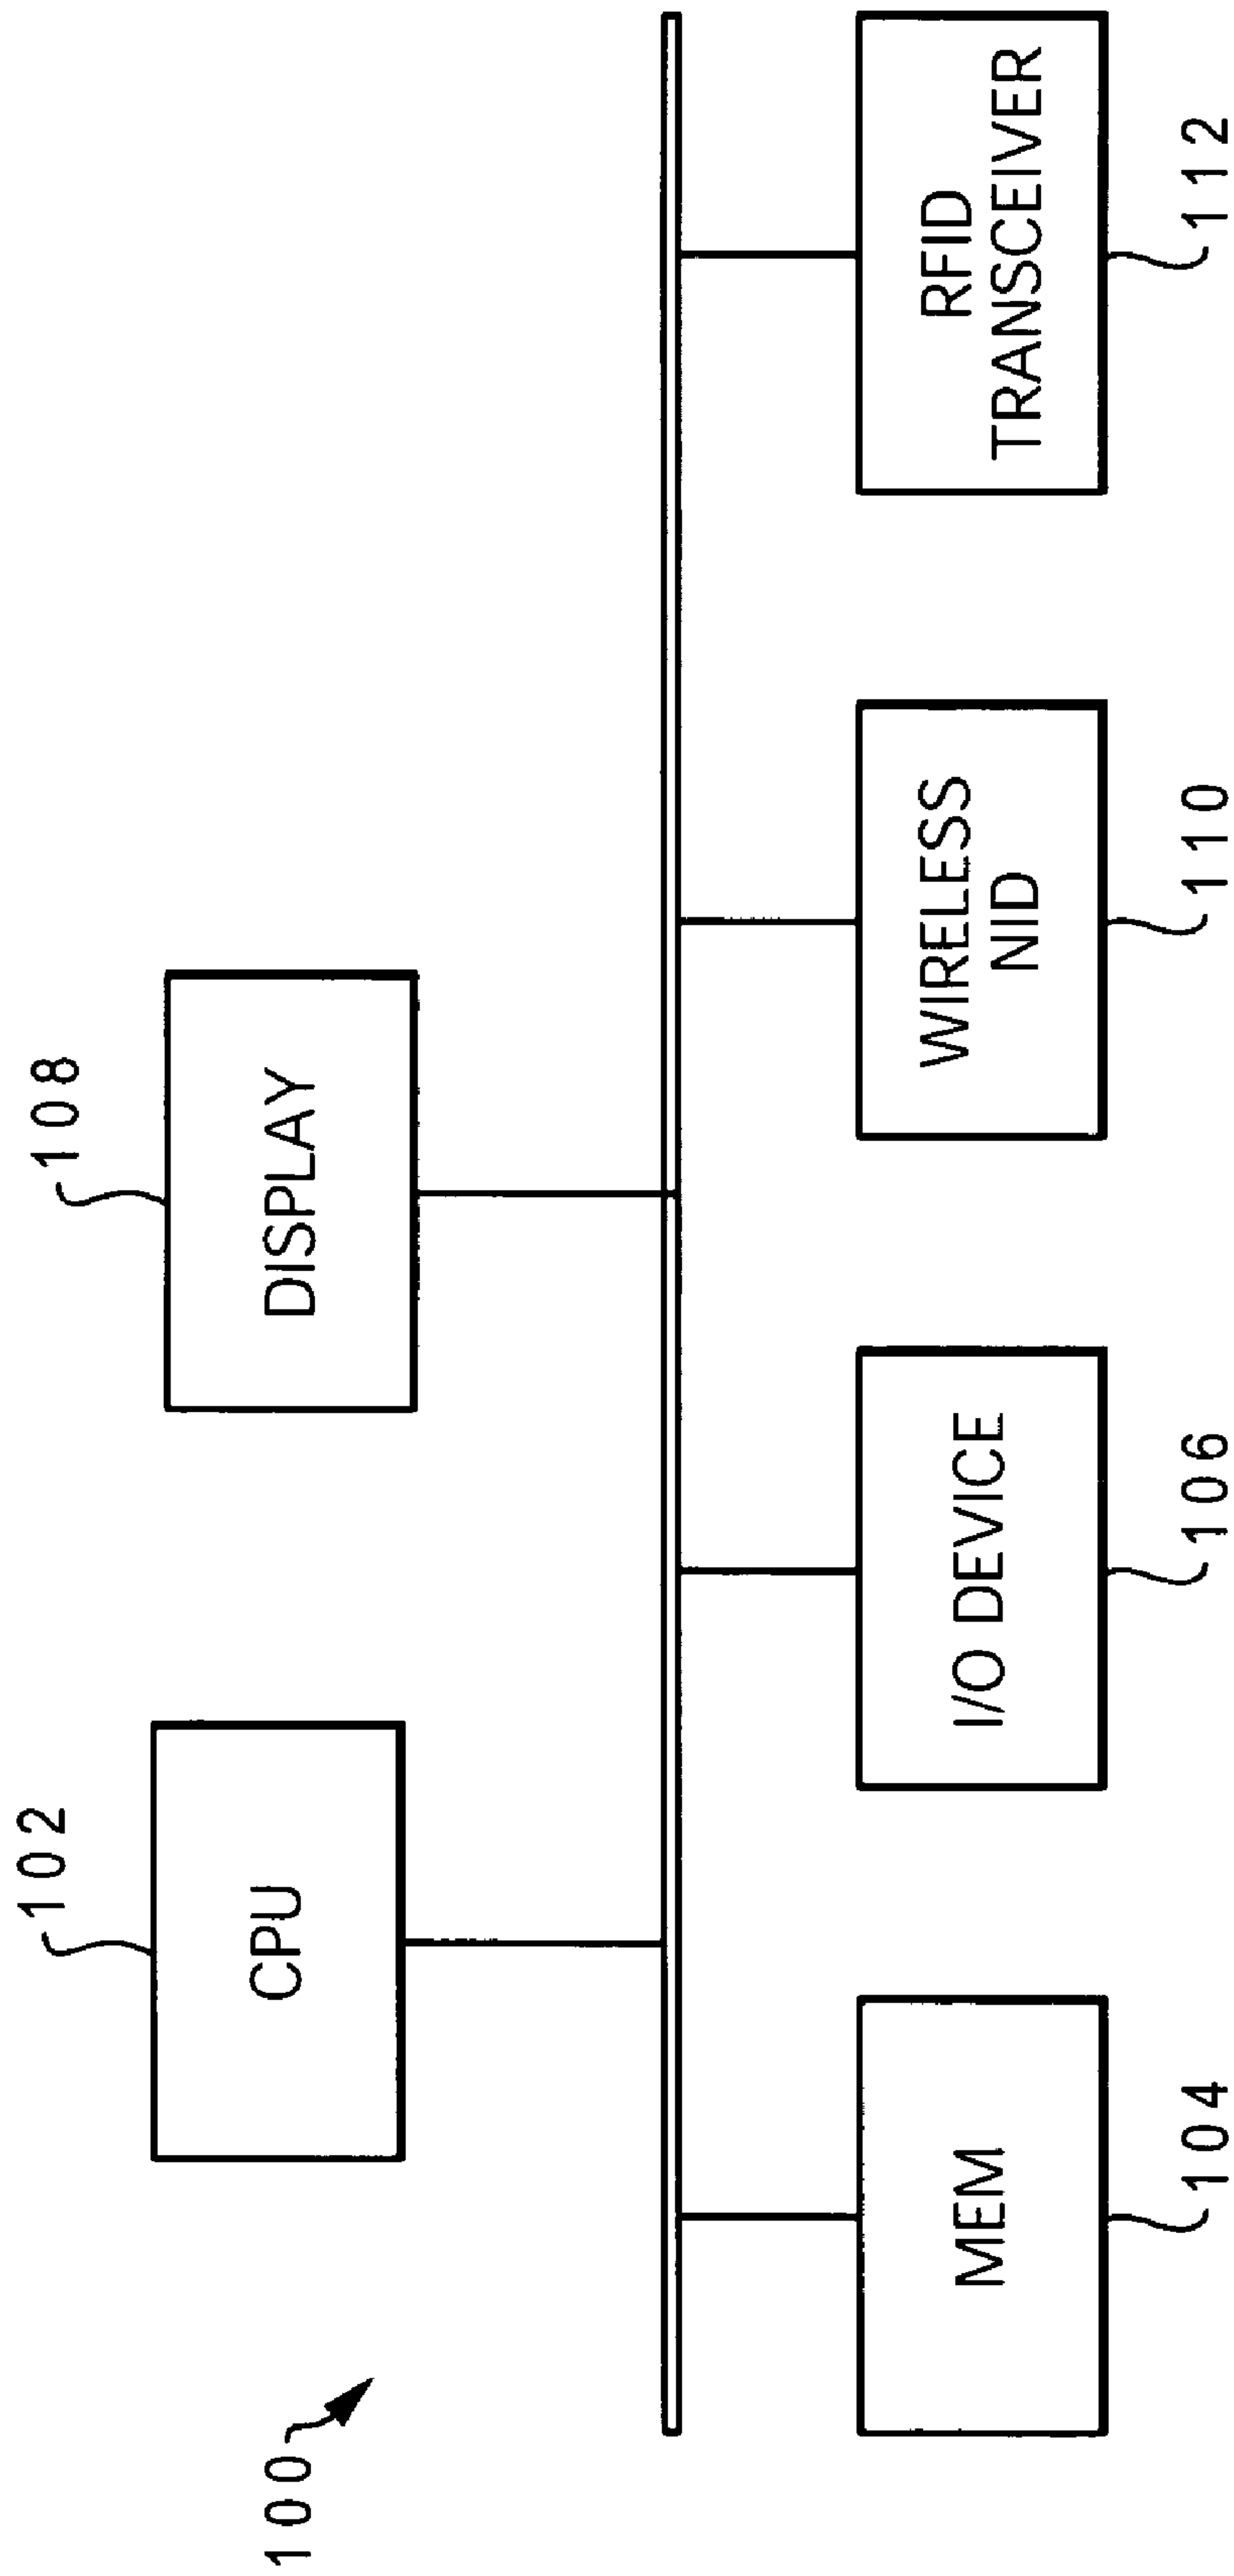 102
108
CPU
DISPLAY
100
MEM
I/O DEVICE
WIRELESS
NID
RFID
TRANSCEIVER
104
106
110
112